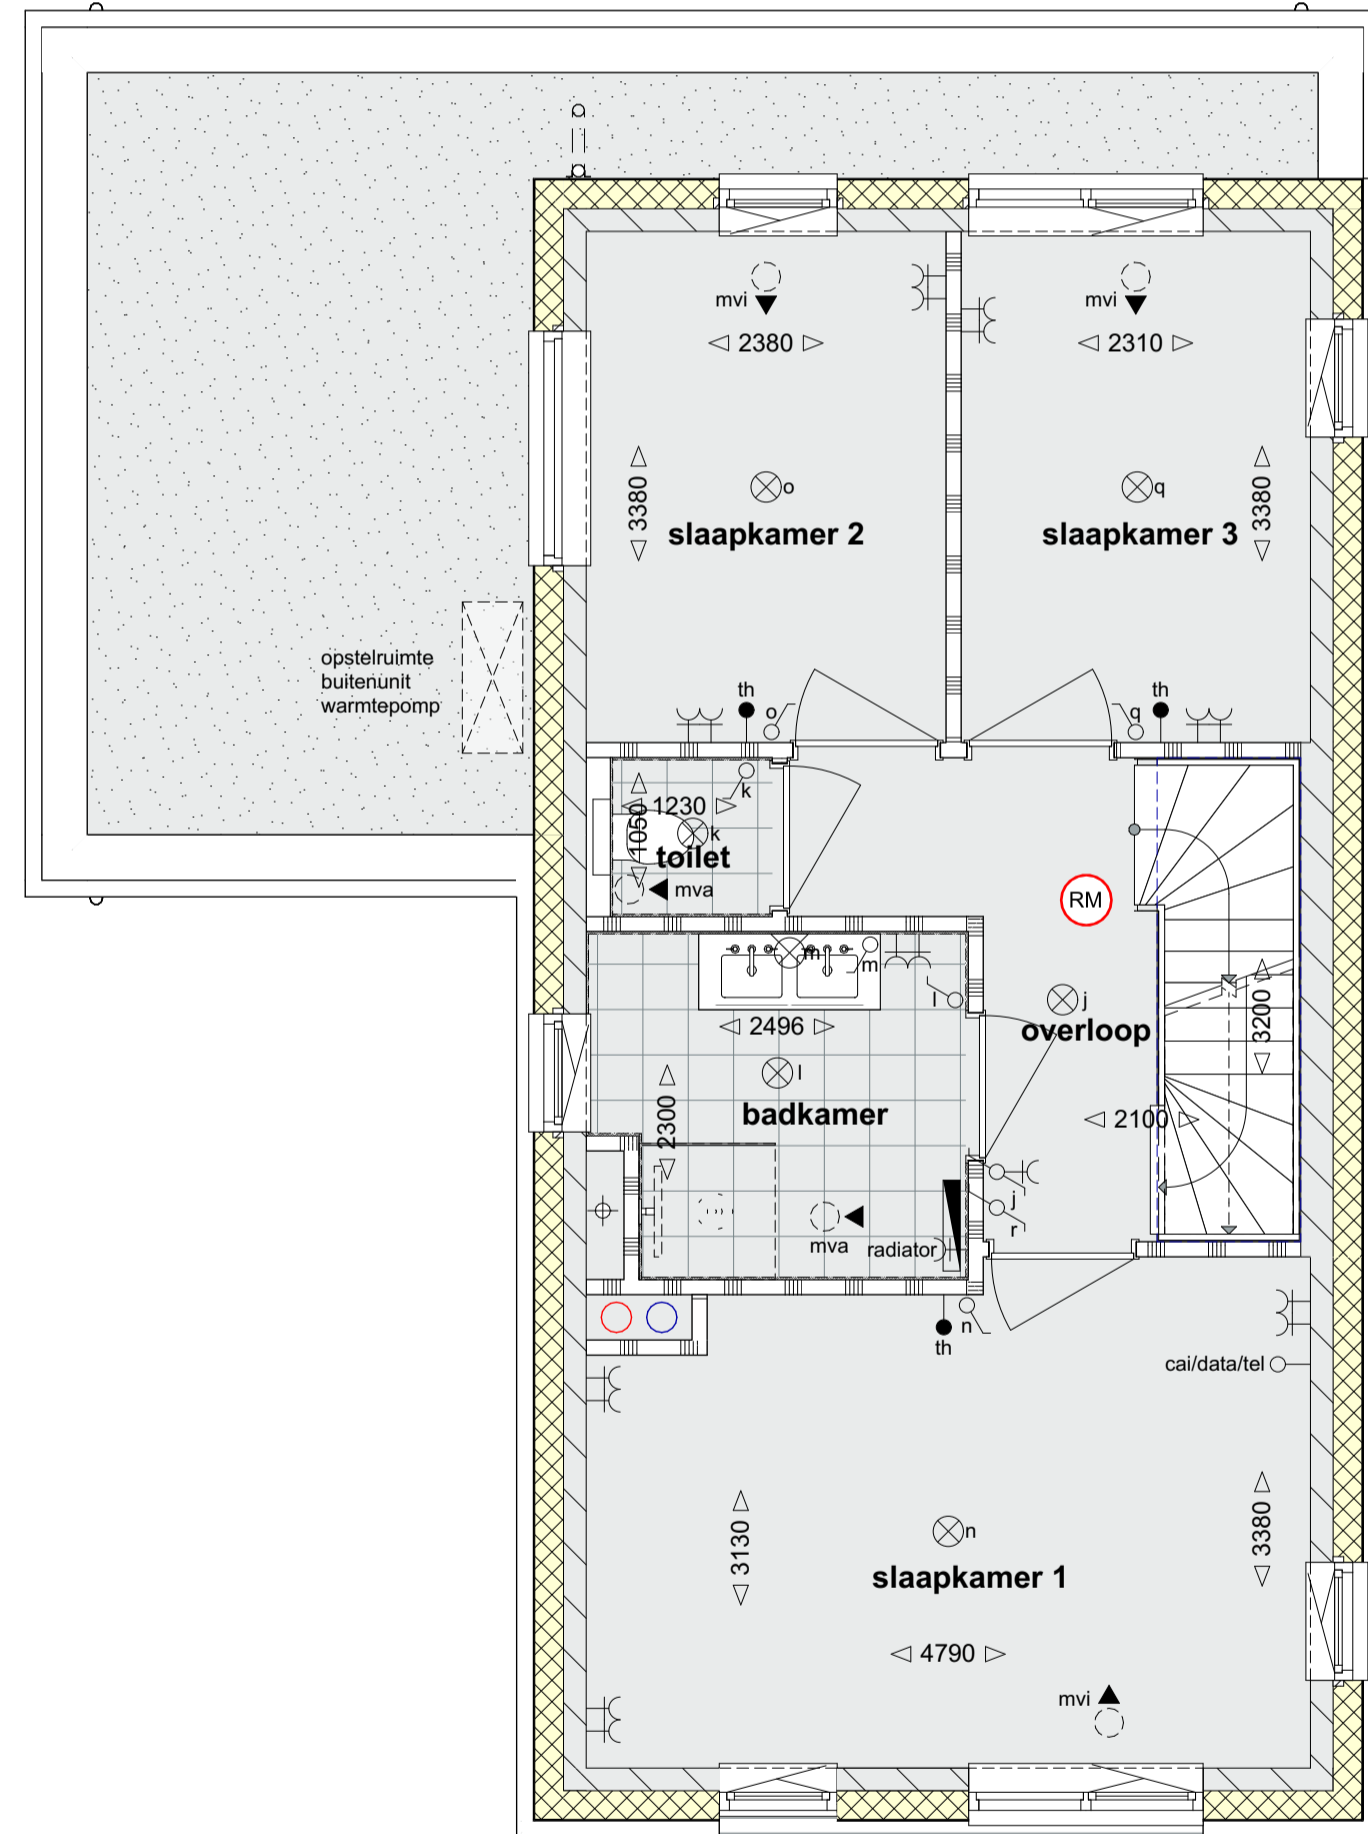 mvi
mvi
2380
2310
3380
o
q
3380
slaapkamer 2
slaapkamer 3
opstelruimte
buitenunit
warmtepomp
th
o
q
th
k
1230
1050
k
toilet
mva
RM
m
m
l
j
2496
overloop
3200
l
badkamer
2300
2100
j
r
mva
radiator
n
th
cai/data/tel
3130
n
3380
slaapkamer 1
4790
mvi